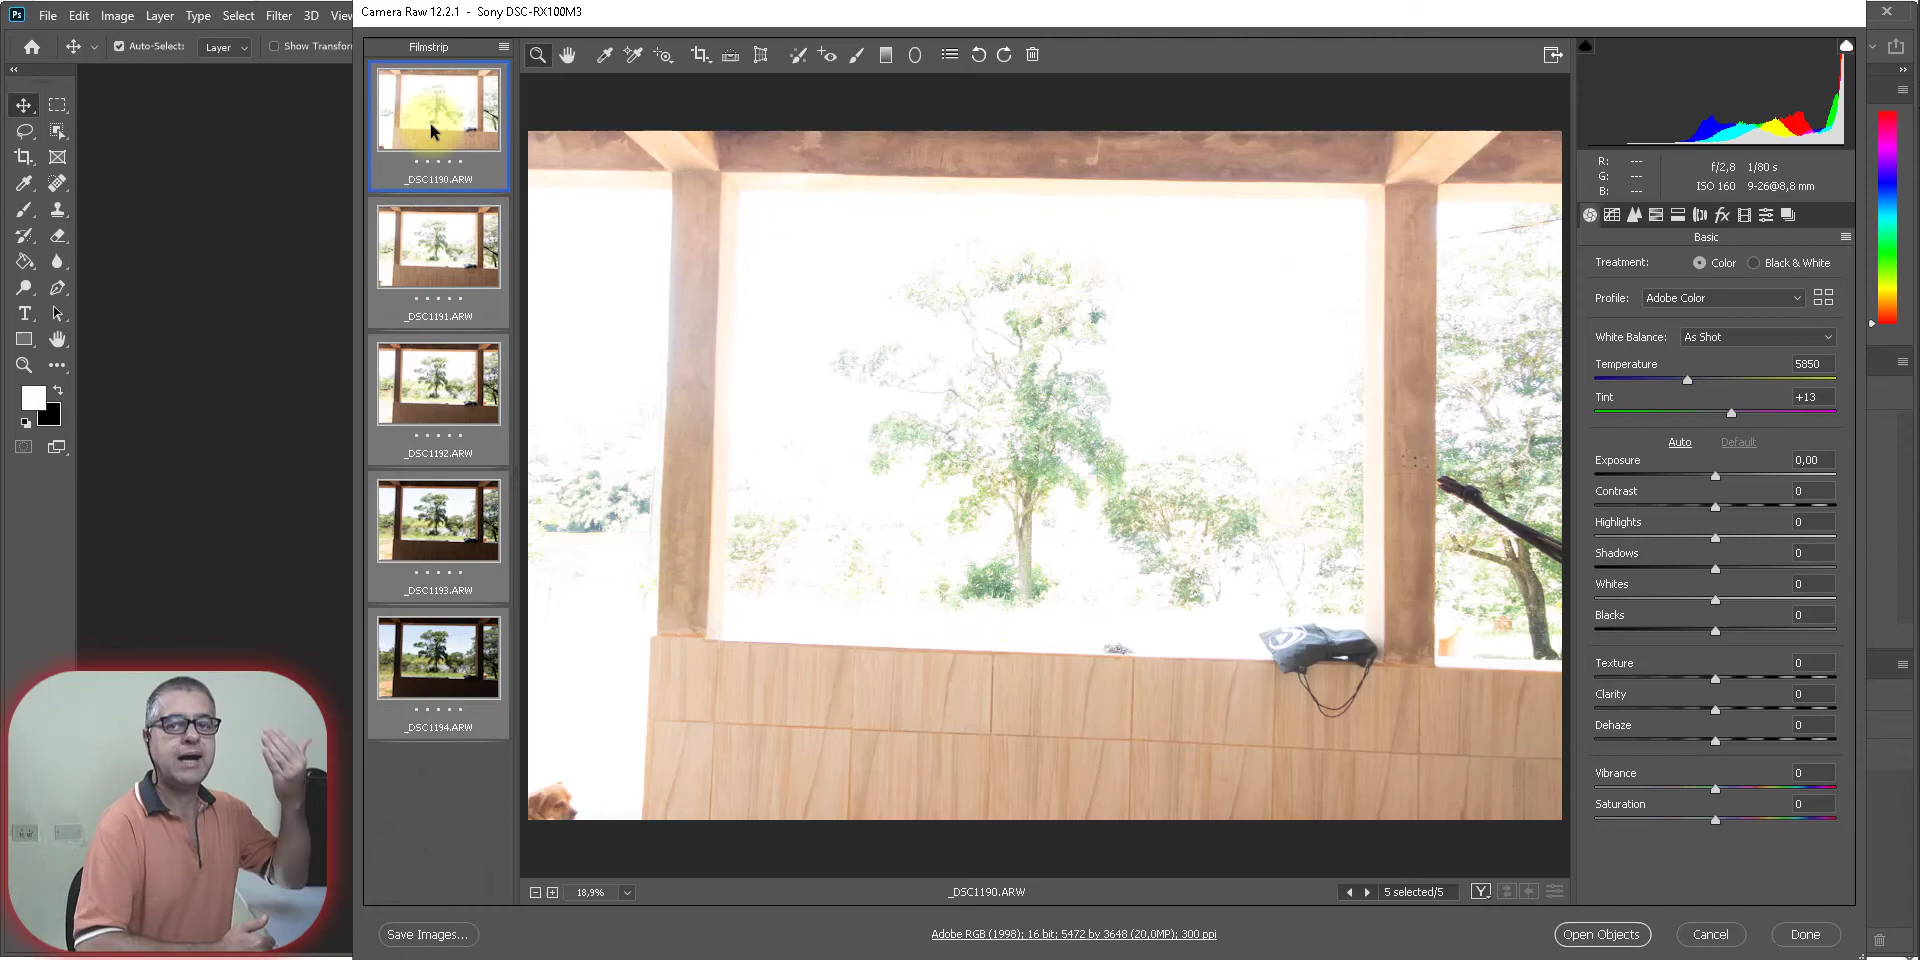 Ps File Edit Image Layer Type Select Filter 3D
Camera Raw 12.2.1 - Sony DSC-RX100M3
Auto-Select: Layer Show Transfor
Filmstrip
_DSC1190.ARW
_DSC1191.ARW
_DSC1192.ARW
_DSC1193.ARW
_DSC1194.ARW
R: ---
G: ---
B: ---
f/2,8 1/80 s
ISO 160 9-26@8,8 mm
Basic
Treatment: Color Black & White
Profile: Adobe Color
White Balance: As Shot
Temperature 5850
Tint +13
Auto Default
Exposure 0,00
Contrast 0
Highlights 0
Shadows 0
Whites 0
Blacks 0
Texture 0
Clarity 0
Dehaze 0
Vibrance 0
Saturation 0
18,9%
_DSC1190.ARW
5 selected/5
Y
Save Images...
Adobe RGB (1998); 16 bit; 5472 by 3648 (20,0MP); 300 ppi
Open Objects
Cancel
Done